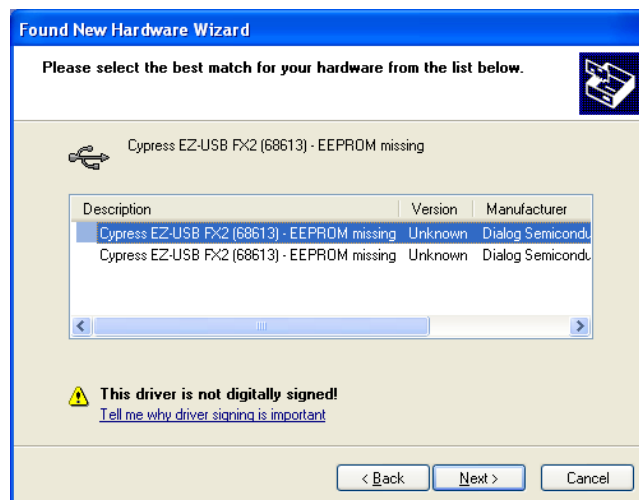 Found New Hardware Wizard
Please select the best match for your hardware from the list below.
Cypress EZ-USB FX2 (68613) - EEPROM missing
Description Version Manufacturer
Cypress EZ-USB FX2 (68613) - EEPROM missing Unknown Dialog Semicondu
Cypress EZ-USB FX2 (68613) - EEPROM missing Unknown Dialog Semicondu
This driver is not digitally signed!
Tell me why driver signing is important
< Back Next > Cancel